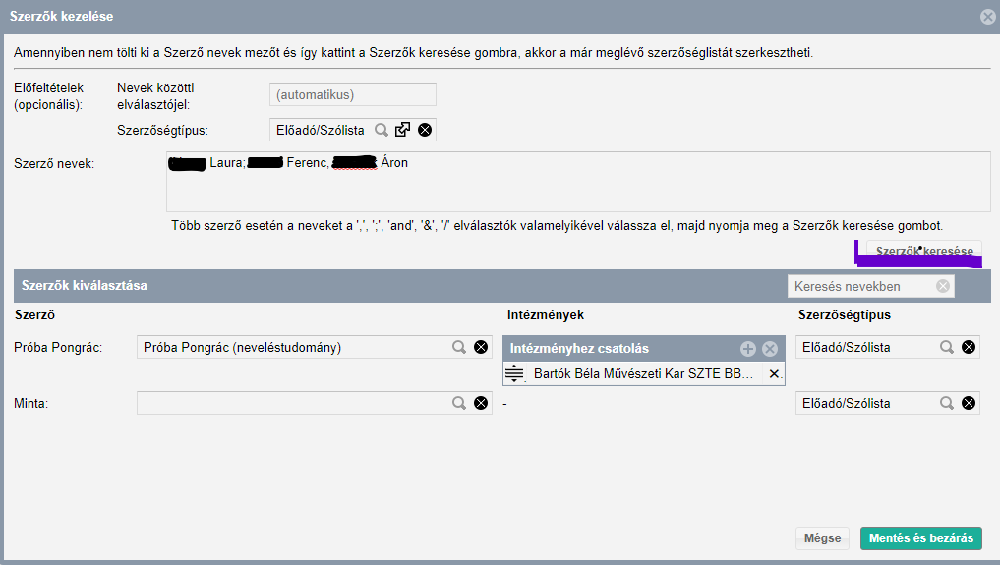 Szerzők kezelése
Amennyiben nem tölti ki a Szerző nevek mezőt és így kattint a Szerzők keresése gombra, akkor a már meglévő szerzőséglistát szerkesztheti.
Előfeltételek Nevek közötti
(opcionális): elválasztójel: (automatikus)
Szerzőségtípus: Előadó/Szólista
Szerző nevek: Laura; Ferenc, Áron
Több szerző esetén a neveket a ',', ';', 'and', '&', '/' elválasztók valamelyikével válassza el, majd nyomja meg a Szerzők keresése gombot.
Szerzők keresése
Szerzők kiválasztása Keresés nevekben
Szerző Intézmények Szerzőségtípus
Próba Pongrác: Próba Pongrác (neveléstudomány) Intézményhez csatolás Előadó/Szólista
Bartók Béla Művészeti Kar SZTE BB...
Minta: - Előadó/Szólista
Mégse Mentés és bezárás